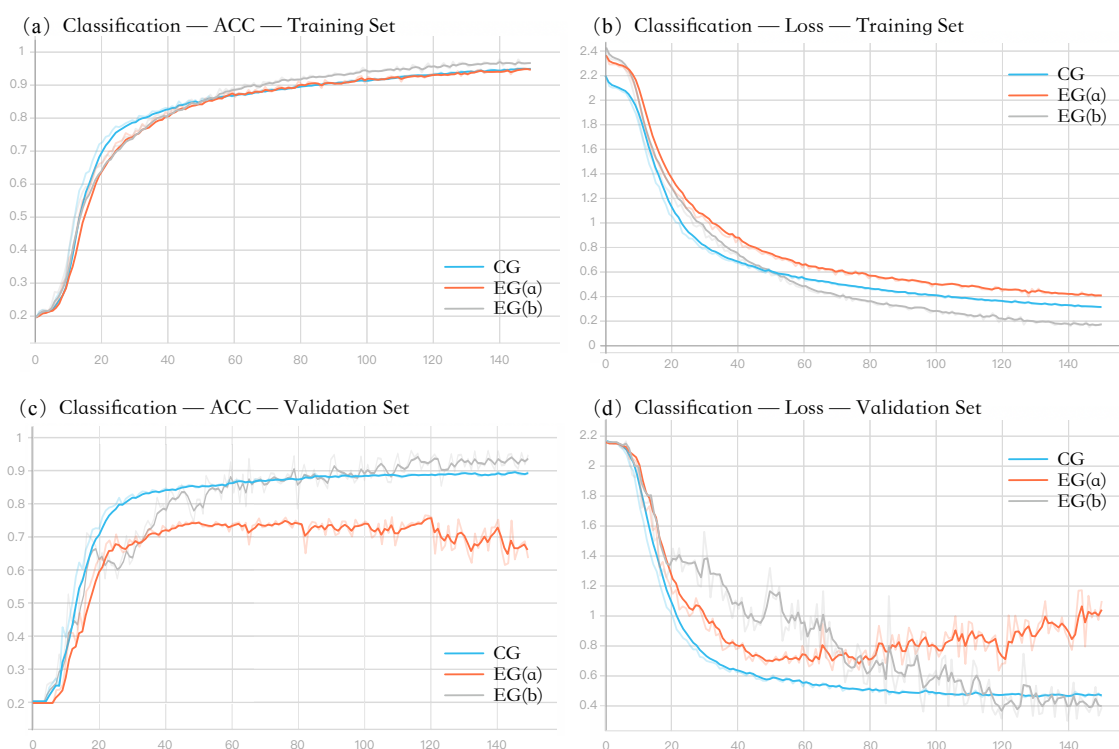 (a) Classification — ACC — Training Set
1
0.9
0.8
0.7
0.6
0.5
0.4
0.3
0.2
0 20 40 60 80 100 120 140
CG
EG(a)
EG(b)
(b) Classification — Loss — Training Set
2.4
2.2
2
1.8
1.6
1.4
1.2
1
0.8
0.6
0.4
0.2
0
0 20 40 60 80 100 120 140
CG
EG(a)
EG(b)
(c) Classification — ACC — Validation Set
1
0.9
0.8
0.7
0.6
0.5
0.4
0.3
0.2
0 20 40 60 80 100 120 140
CG
EG(a)
EG(b)
(d) Classification — Loss — Validation Set
2.2
2
1.8
1.6
1.4
1.2
1
0.8
0.6
0.4
0 20 40 60 80 100 120 140
CG
EG(a)
EG(b)